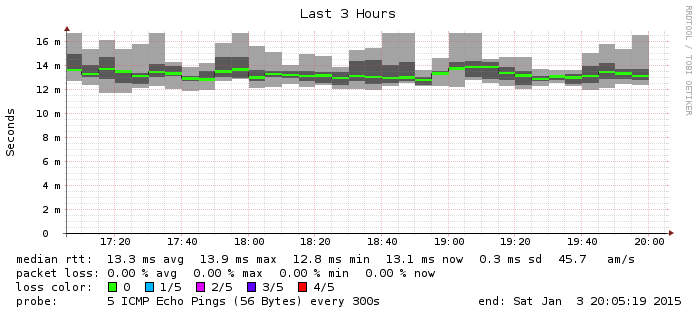 Last 3 Hours
RRDTOOL / TOBI OETIKER
Seconds
16 m
14 m
12 m
10 m
8 m
6 m
4 m
2 m
0
17:20 17:40 18:00 18:20 18:40 19:00 19:20 19:40 20:00
median rtt: 13.3 ms avg 13.9 ms max 12.8 ms min 13.1 ms now 0.3 ms sd 45.7 am/s
packet loss: 0.00 % avg 0.00 % max 0.00 % min 0.00 % now
loss color: 0 1/5 2/5 3/5 4/5
probe: 5 ICMP Echo Pings (56 Bytes) every 300s end: Sat Jan 3 20:05:19 2015